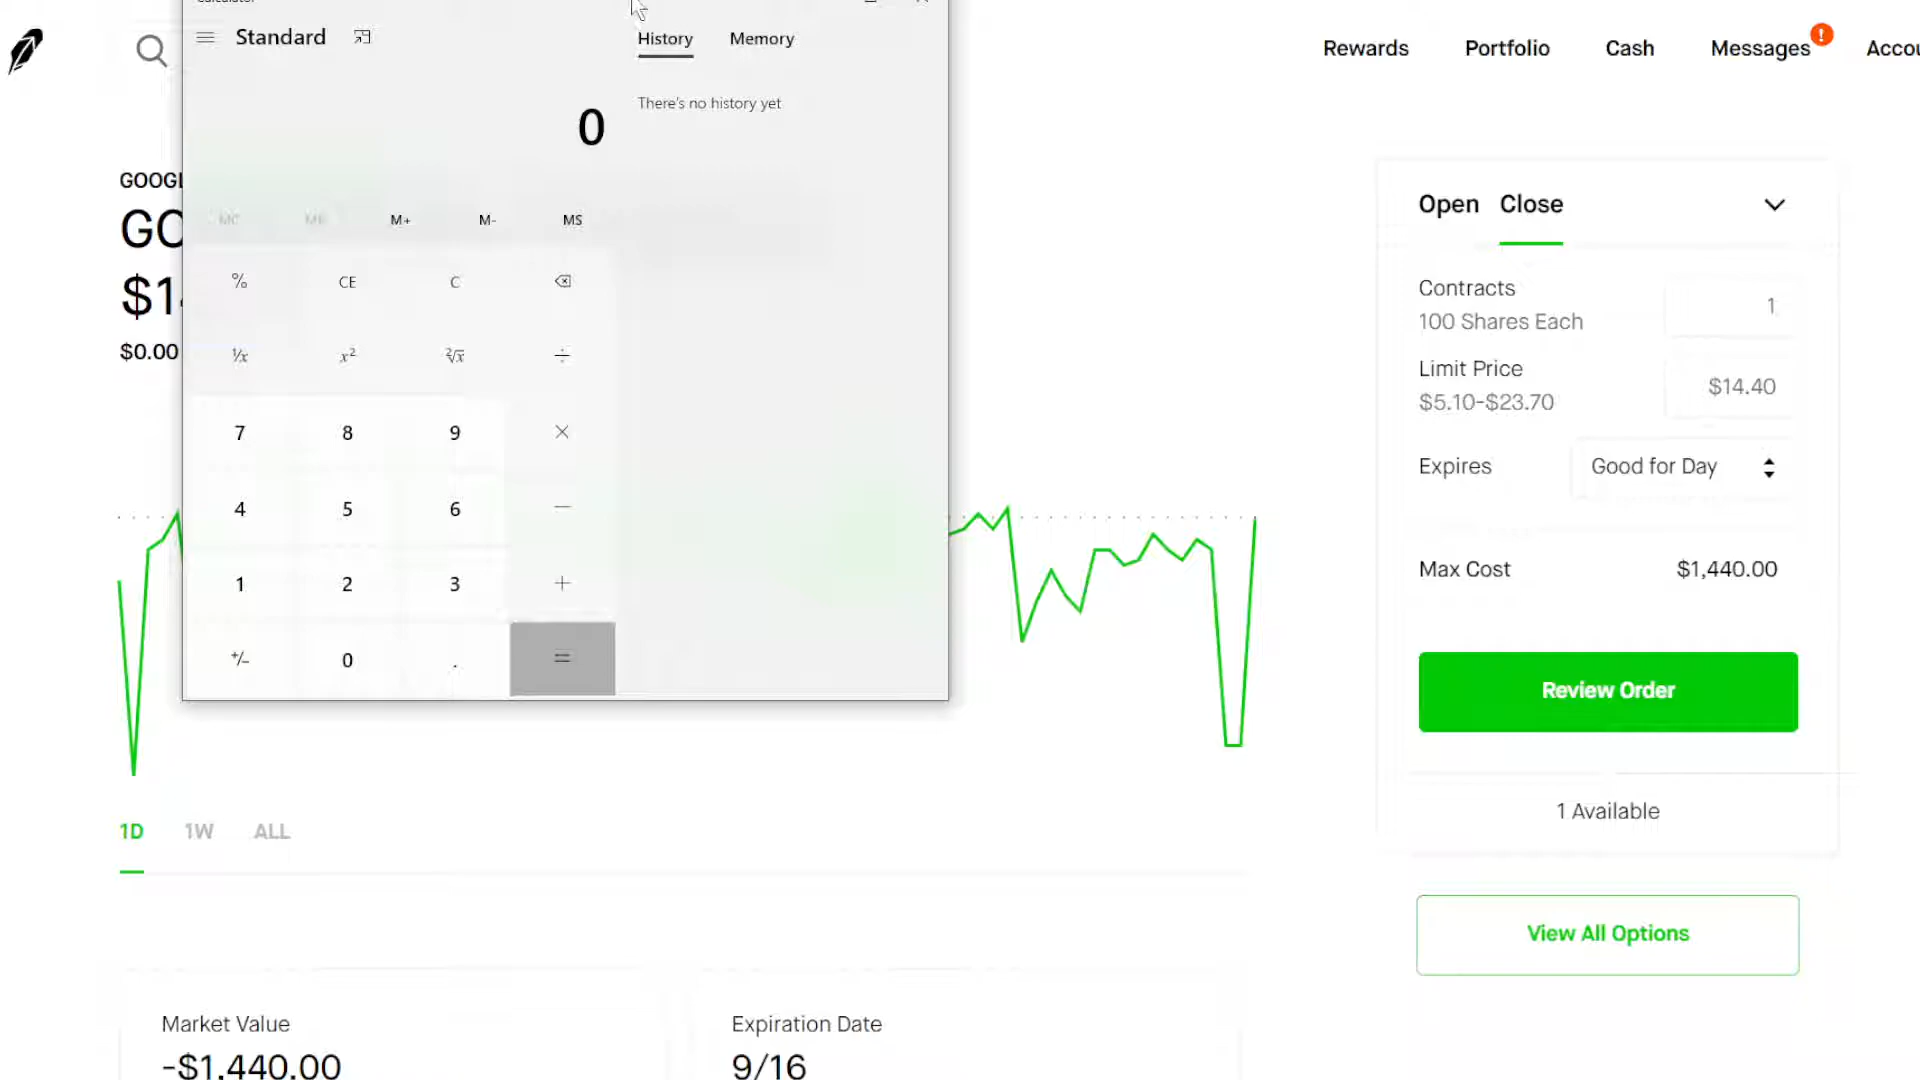 Standard
History
Memory
Rewards
Portfolio
Cash
Messages
!
There's no history yet
0
MC
MR
M+
M-
MS
%
CE
C
⅟x
x²
²√x
÷
7
8
9
×
4
5
6
−
1
2
3
+
+/−
0
.
=
$0.00
Open
Close
Contracts
1
100 Shares Each
Limit Price
$14.40
$5.10-$23.70
Expires
Good for Day
Max Cost
$1,440.00
Review Order
1 Available
View All Options
1D
1W
ALL
Market Value
-$1,440.00
Expiration Date
9/16